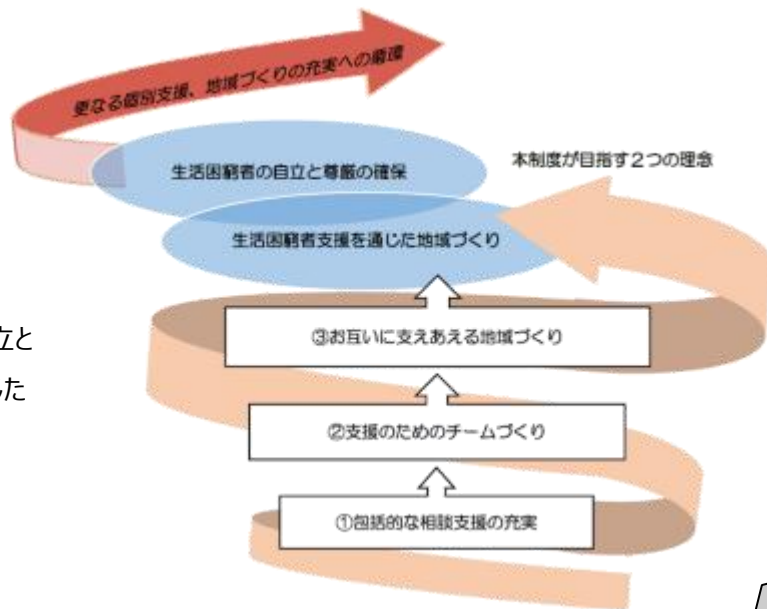 更なる個別支援、地域づくりの充実への循環
生活困窮者の自立と尊厳の確保
本制度が目指す2つの理念
生活困窮者支援を通じた地域づくり
③お互いに支えあえる地域づくり
立と
た
②支援のためのチームづくり
①包括的な相談支援の充実